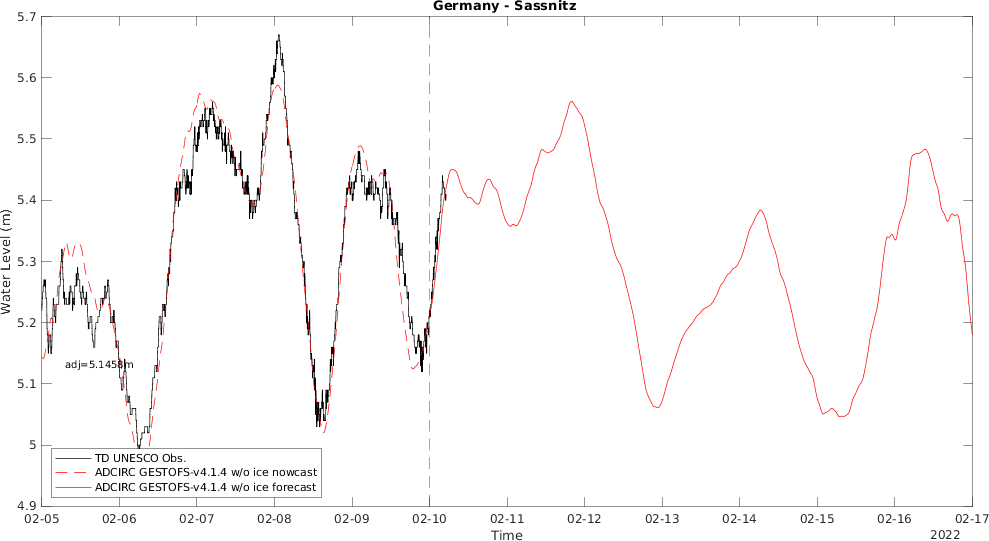 Germany - Sassnitz
5.7
5.6
5.5
5.4
5.3
5.2
5.1
5
4.9
Water Level (m)
adj=5.1458m
TD UNESCO Obs.
ADCIRC GESTOFS-v4.1.4 w/o ice nowcast
ADCIRC GESTOFS-v4.1.4 w/o ice forecast
02-05 02-06 02-07 02-08 02-09 02-10 02-11 02-12 02-13 02-14 02-15 02-16 02-17
Time
2022